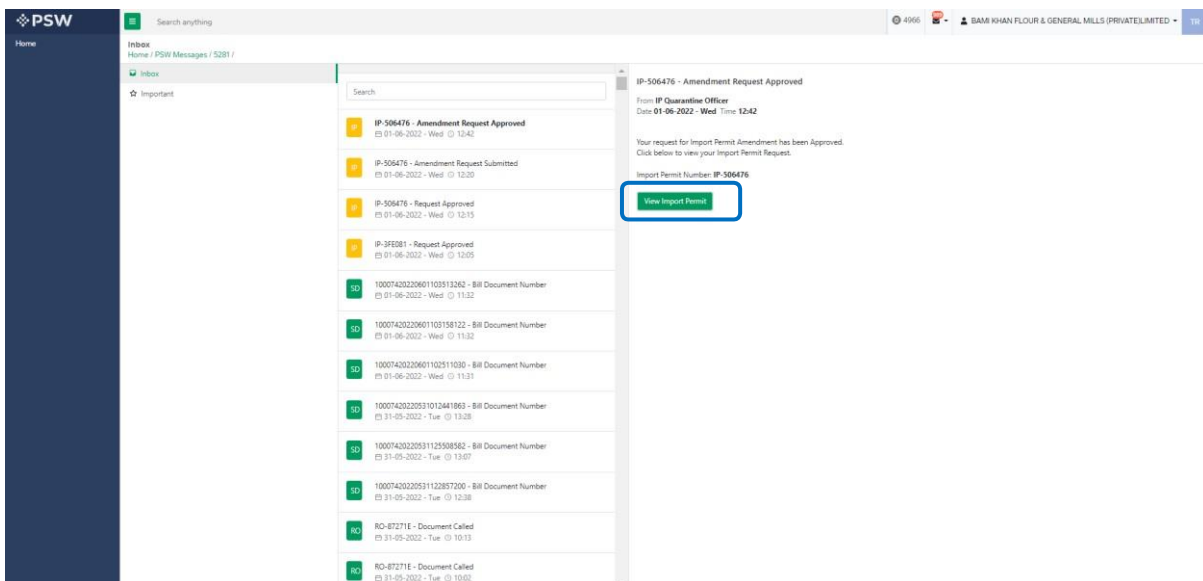 PSW
Search anything
4966
BAMI KHAN FLOUR & GENERAL MILLS (PRIVATE)LIMITED
TR
Home
Inbox
Home / PSW Messages / 5281 /
Inbox
Important
Search
IP
IP-506476 - Amendment Request Approved
01-06-2022 - Wed 12:42
IP
IP-506476 - Amendment Request Submitted
01-06-2022 - Wed 12:20
IP
IP-506476 - Request Approved
01-06-2022 - Wed 12:15
IP
IP-3FE081 - Request Approved
01-06-2022 - Wed 12:05
SD
10007420220601103513262 - Bill Document Number
01-06-2022 - Wed 11:32
SD
10007420220601103158122 - Bill Document Number
01-06-2022 - Wed 11:32
SD
10007420220601102511030 - Bill Document Number
01-06-2022 - Wed 11:31
SD
10007420220531012441863 - Bill Document Number
31-05-2022 - Tue 13:28
SD
10007420220531125508582 - Bill Document Number
31-05-2022 - Tue 13:07
SD
10007420220531122857200 - Bill Document Number
31-05-2022 - Tue 12:38
RO
RO-87271E - Document Called
31-05-2022 - Tue 10:13
RO
RO-87271E - Document Called
31-05-2022 - Tue 10:02
IP-506476 - Amendment Request Approved
From IP Quarantine Officer
Date 01-06-2022 - Wed Time 12:42
Your request for Import Permit Amendment has been Approved.
Click below to view your Import Permit Request.
Import Permit Number: IP-506476
View Import Permit